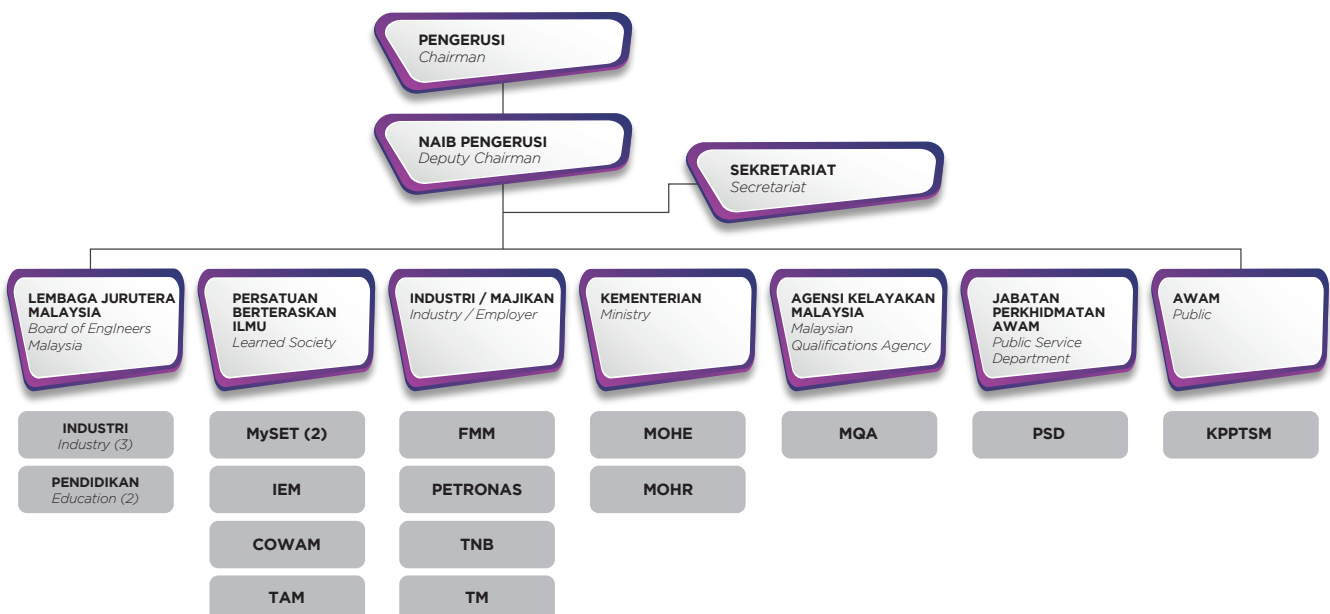 PENGERUSI
Chairman
NAIB PENGERUSI
Deputy Chairman
SEKRETARIAT
Secretariat
LEMBAGA JURUTERA
MALAYSIA
Board of EngIneers
Malaysia
PERSATUAN
BERTERASKAN
ILMU
Learned Society
INDUSTRI / MAJIKAN
Industry / Employer
KEMENTERIAN
Ministry
AGENSI KELAYAKAN
MALAYSIA
Malaysian
Qualifications Agency
JABATAN
PERKHIDMATAN
AWAM
Public Service
Department
AWAM
Public
INDUSTRI
Industry (3)
PENDIDIKAN
Education (2)
MySET (2)
IEM
COWAM
TAM
FMM
PETRONAS
TNB
TM
MOHE
MOHR
MQA
PSD
KPPTSM